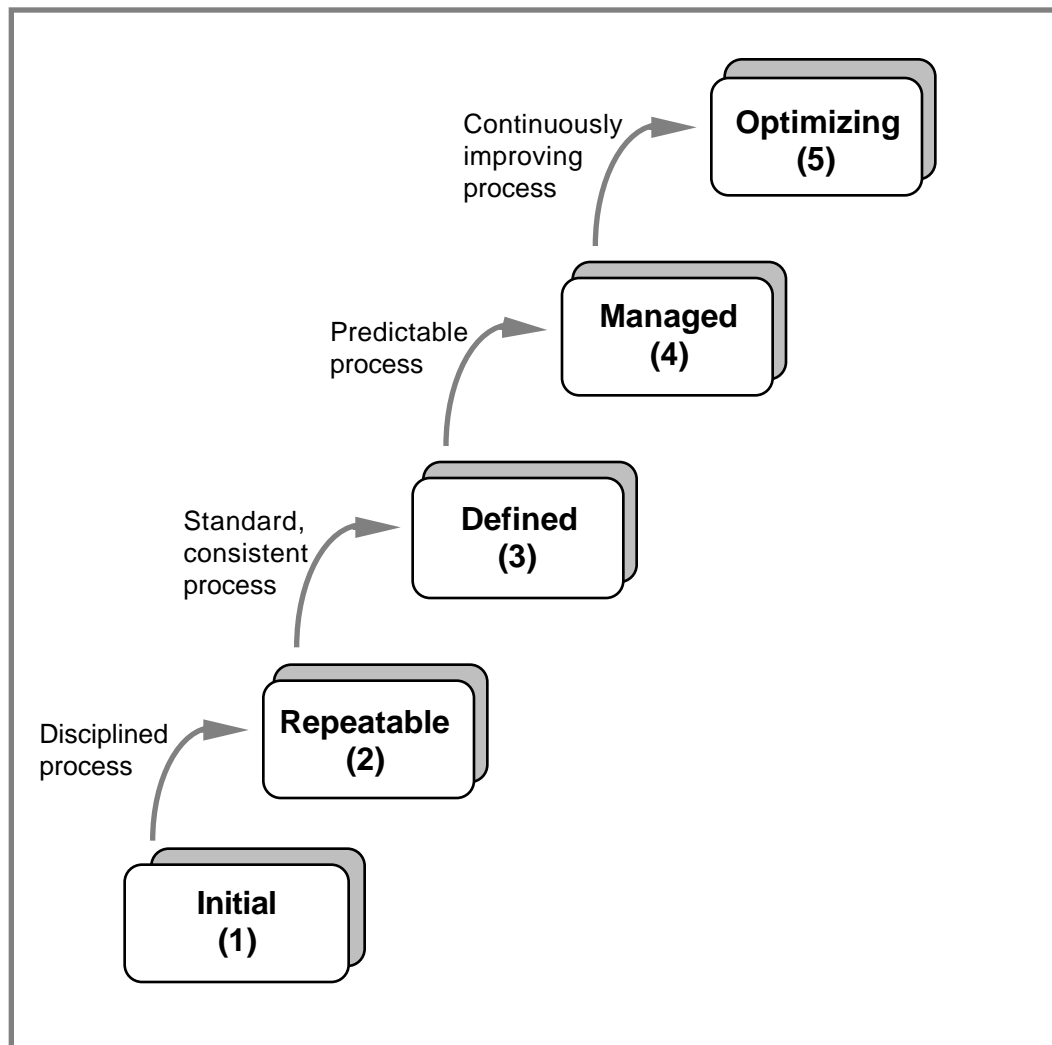 Continuously
improving
process
Optimizing
(5)
Predictable
process
Managed
(4)
Standard,
consistent
process
Defined
(3)
Disciplined
process
Repeatable
(2)
Initial
(1)